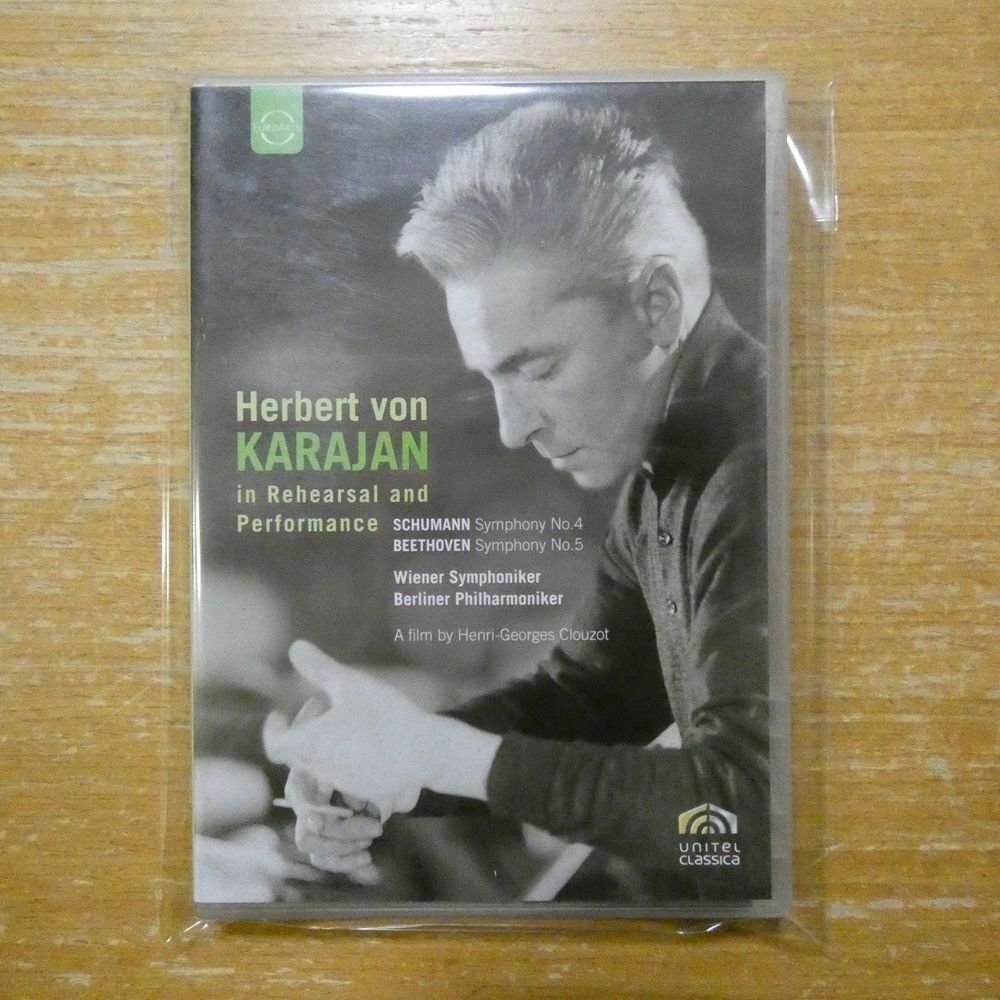 EUROARTS
Herbert von
KARAJAN
in Rehearsal and
Performance
SCHUMANN Symphony No.4
BEETHOVEN Symphony No.5
Wiener Symphoniker
Berliner Philharmoniker
A film by Henri-Georges Clouzot
UNITEL
CLASSICA